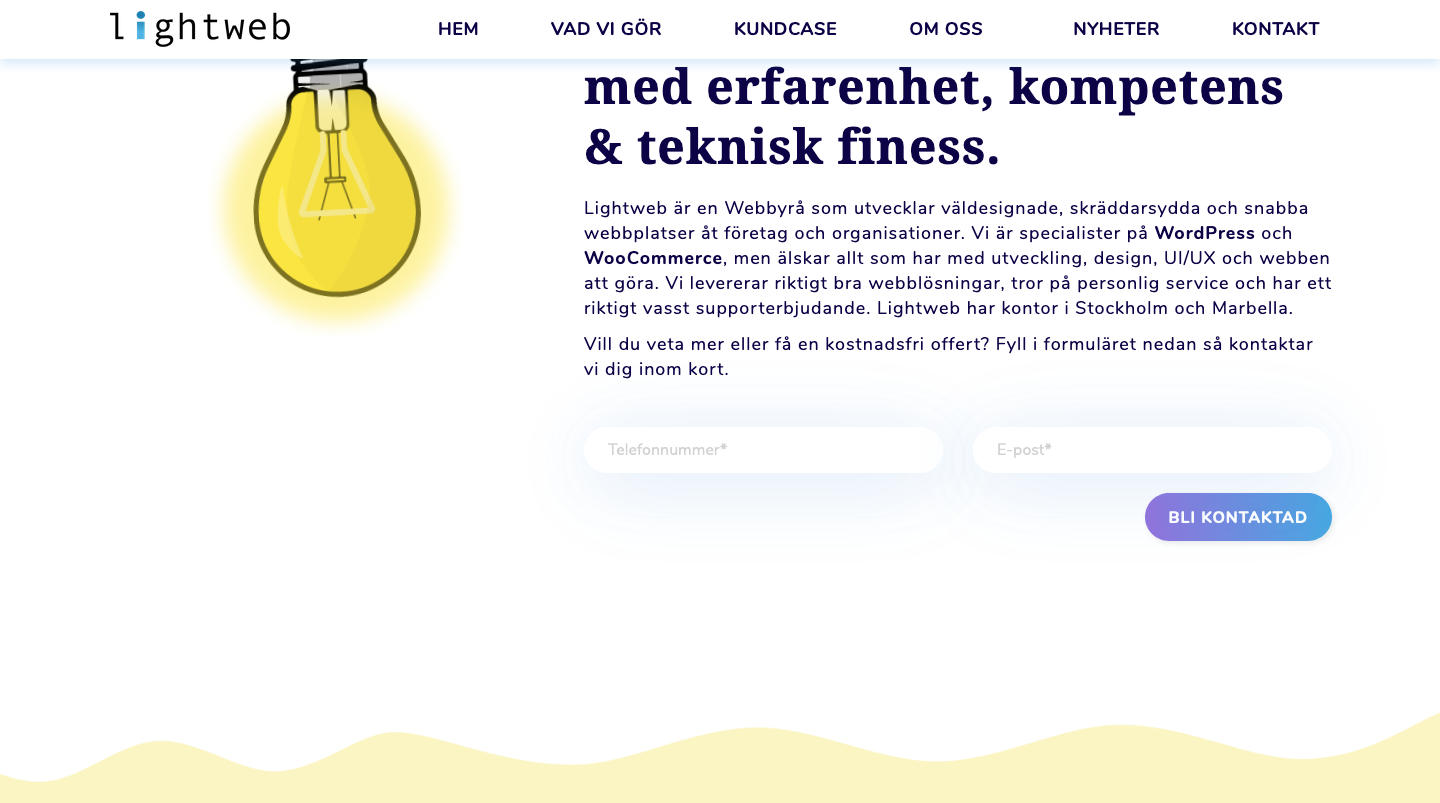 lightweb
HEM
VAD VI GÖR
KUNDCASE
OM OSS
NYHETER
KONTAKT
med erfarenhet, kompetens
& teknisk finess.
Lightweb är en Webbyrå som utvecklar väldesignade, skräddarsydda och snabba
webbplatser åt företag och organisationer. Vi är specialister på WordPress och
WooCommerce, men älskar allt som har med utveckling, design, UI/UX och webben
att göra. Vi levererar riktigt bra webblösningar, tror på personlig service och har ett
riktigt vasst supporterbjudande. Lightweb har kontor i Stockholm och Marbella.
Vill du veta mer eller få en kostnadsfri offert? Fyll i formuläret nedan så kontaktar
vi dig inom kort.
Telefonnummer*
E-post*
BLI KONTAKTAD